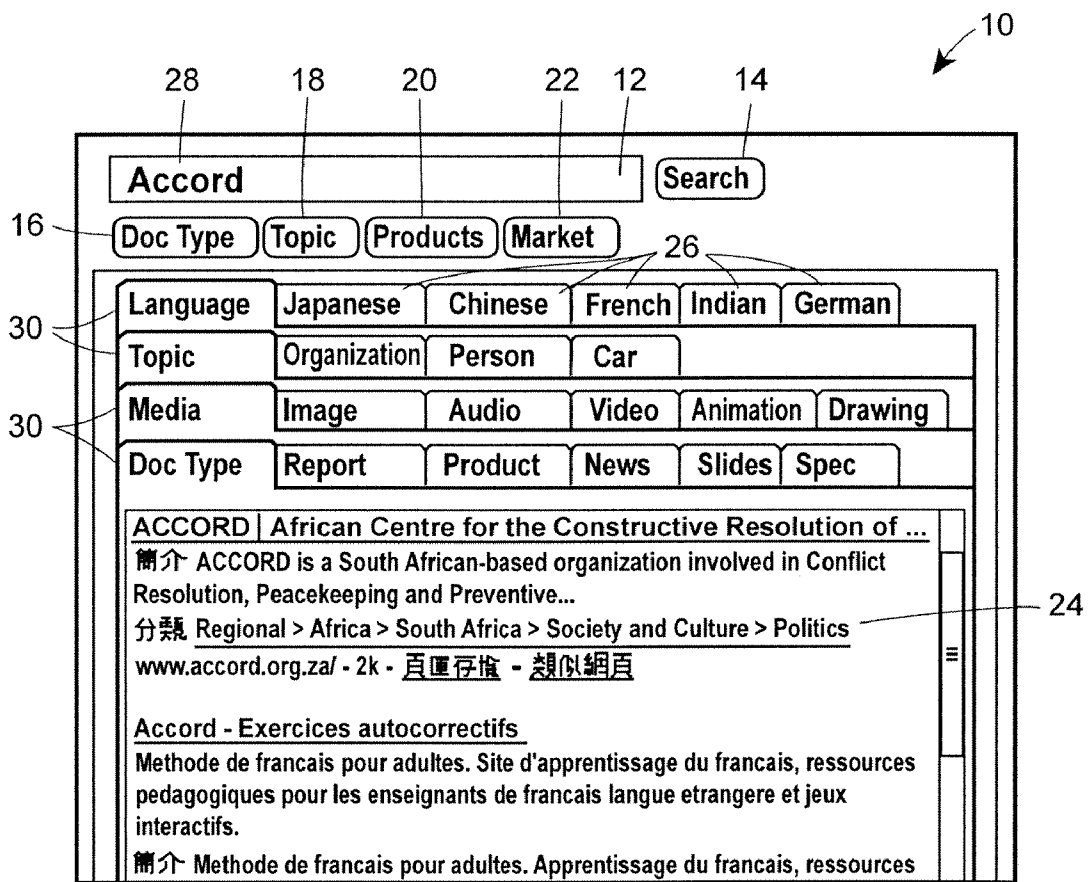 10
28 18 20 22 12 14
Accord Search
16 Doc Type Topic Products Market
26
Language Japanese Chinese French Indian German
30
Topic Organization Person Car
Media Image Audio Video Animation Drawing
30
Doc Type Report Product News Slides Spec
ACCORD | African Centre for the Constructive Resolution of ...
簡介 ACCORD is a South African-based organization involved in Conflict
Resolution, Peacekeeping and Preventive...
24
分類 Regional > Africa > South Africa > Society and Culture > Politics
www.accord.org.za/ - 2k - 頁庫存檔 - 類似網頁
Accord - Exercices autocorrectifs
Methode de francais pour adultes. Site d'apprentissage du francais, ressources
pedagogiques pour les enseignants de francais langue etrangere et jeux
interactifs.
簡介 Methode de francais pour adultes. Apprentissage du francais, ressources